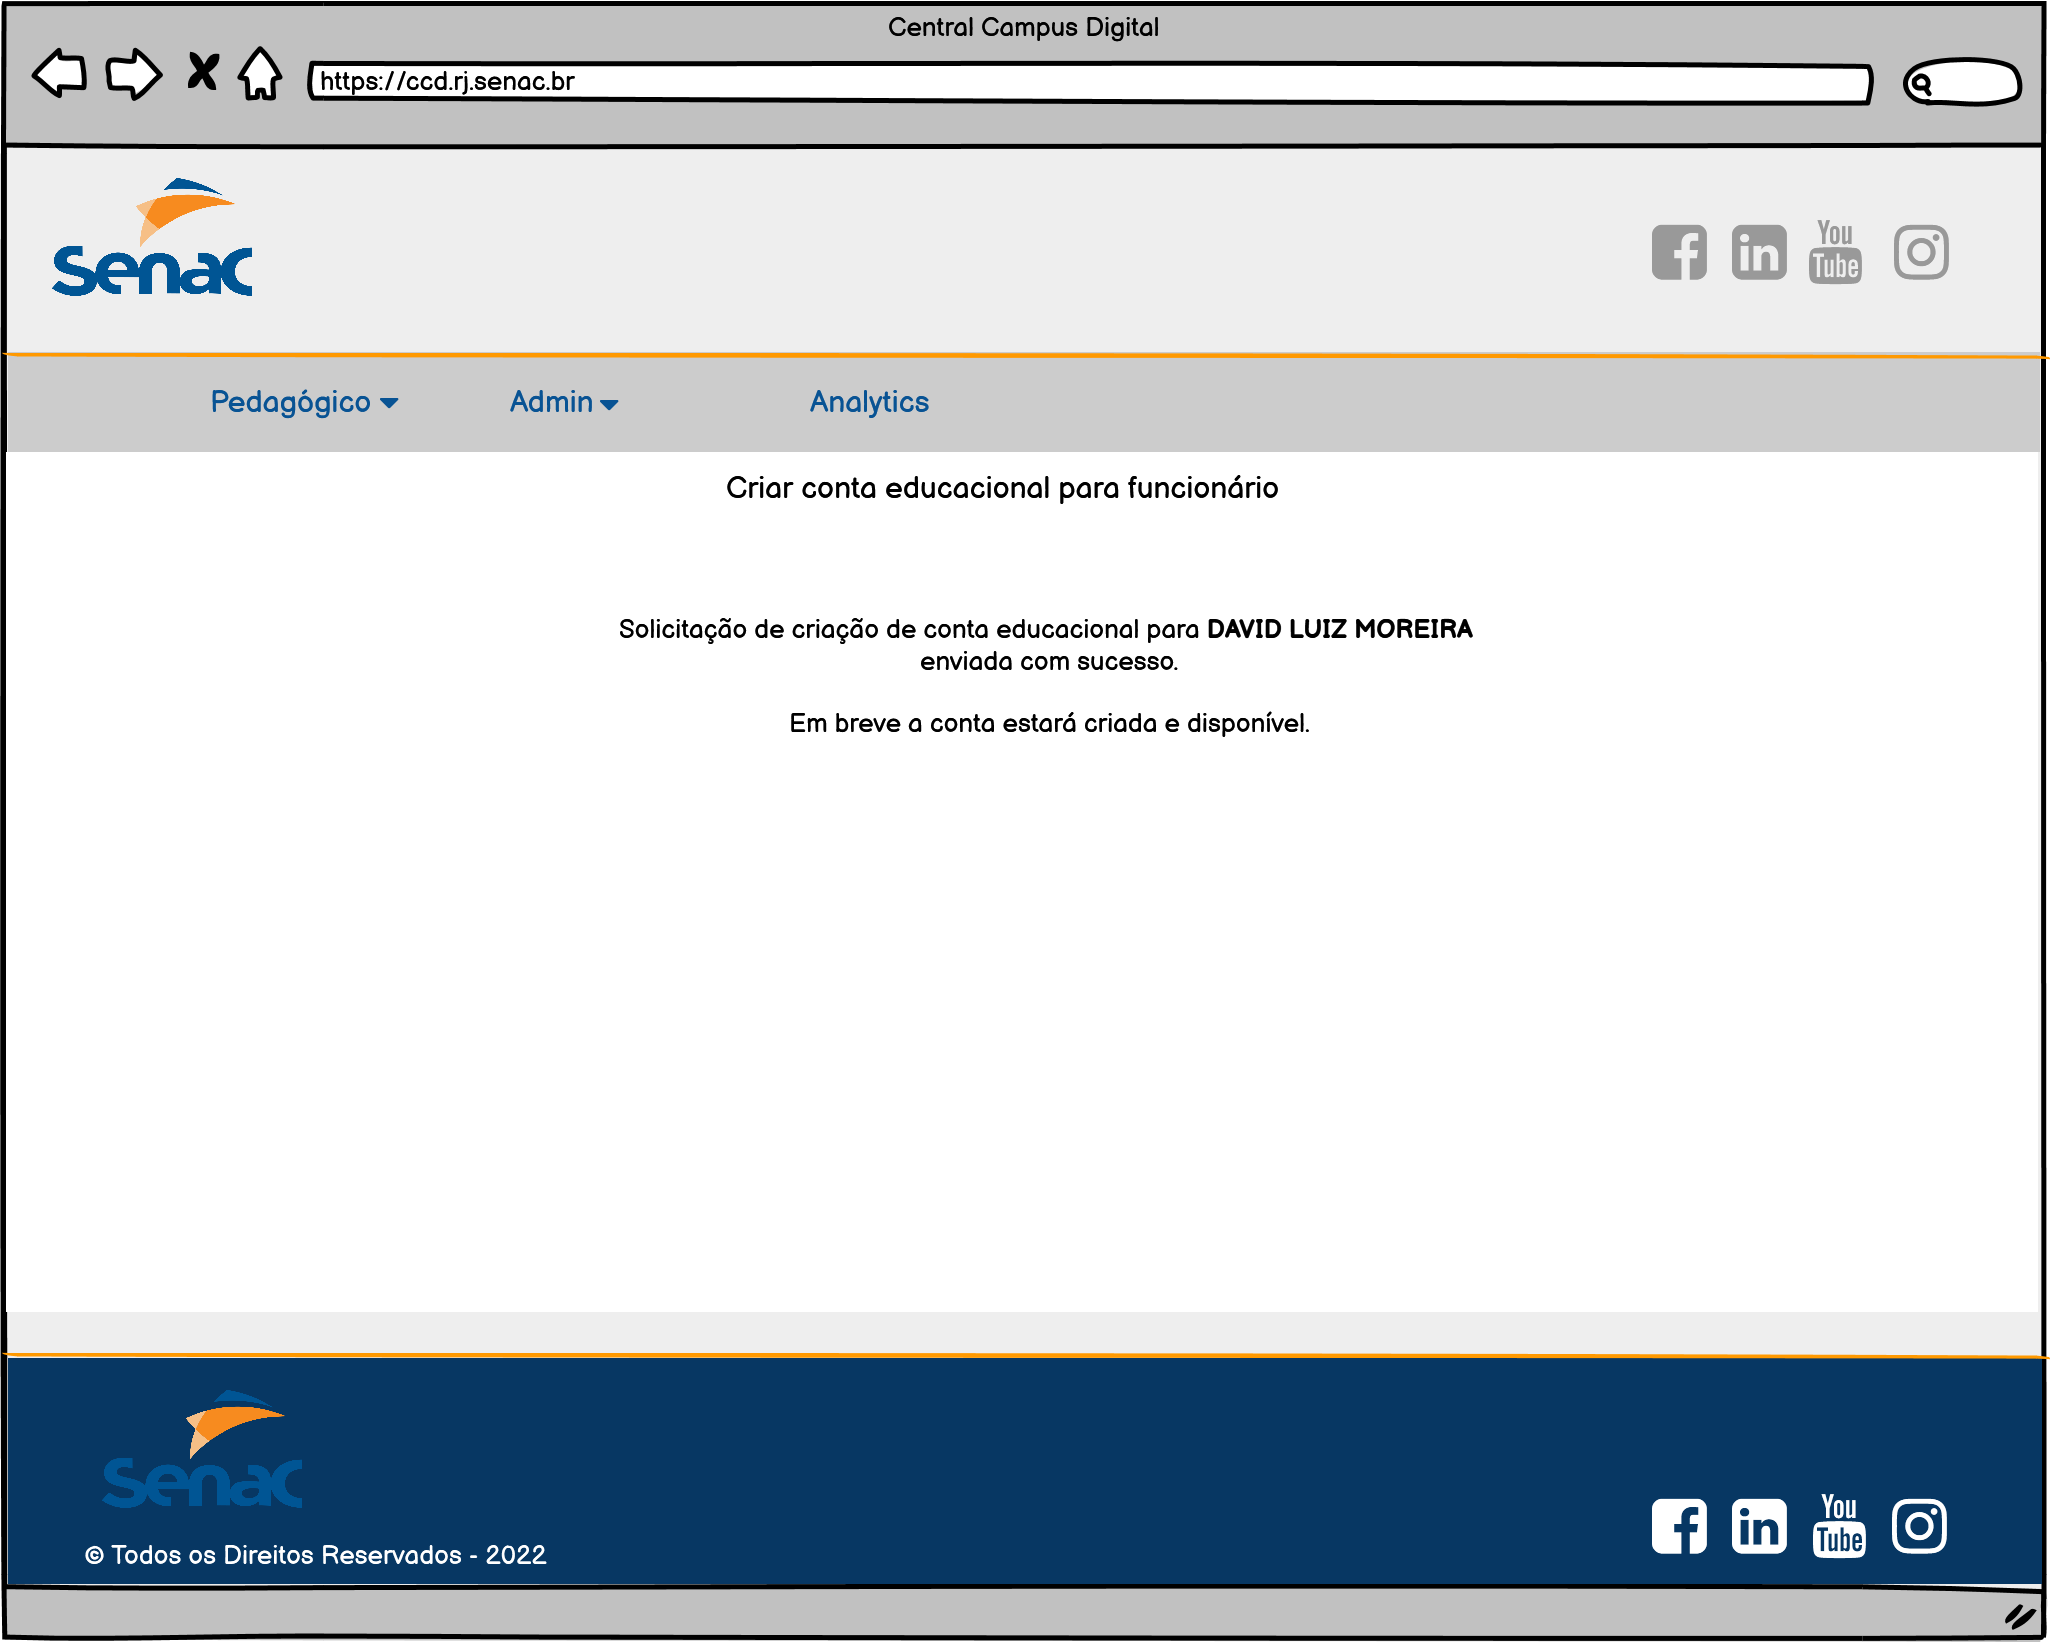 Central Campus Digital
https://ccd.rj.senac.br
senac
You
Tube
Pedagógico
Admin
Analytics
Criar conta educacional para funcionário
Solicitação de criação de conta educacional para DAVID LUIZ MOREIRA
enviada com sucesso.
Em breve a conta estará criada e disponível.
senac
You
Tube
© Todos os Direitos Reservados - 2022